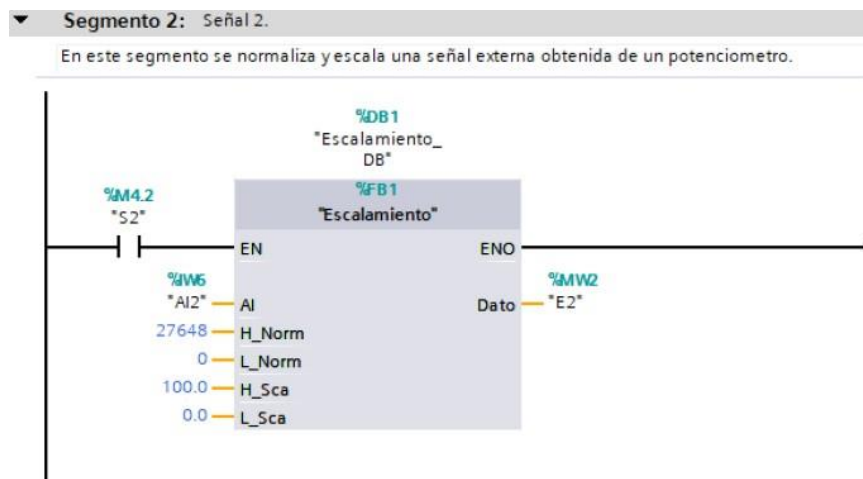 Segmento 2: Señal 2.
En este segmento se normaliza y escala una señal externa obtenida de un potenciometro.
%DB1
"Escalamiento_
DB"
%M4.2
"S2"
%FB1
"Escalamiento"
EN ENO
%IW6 %MW2
"AI2" AI Dato "E2"
27648 H_Norm
0 L_Norm
100.0 H_Sca
0.0 L_Sca